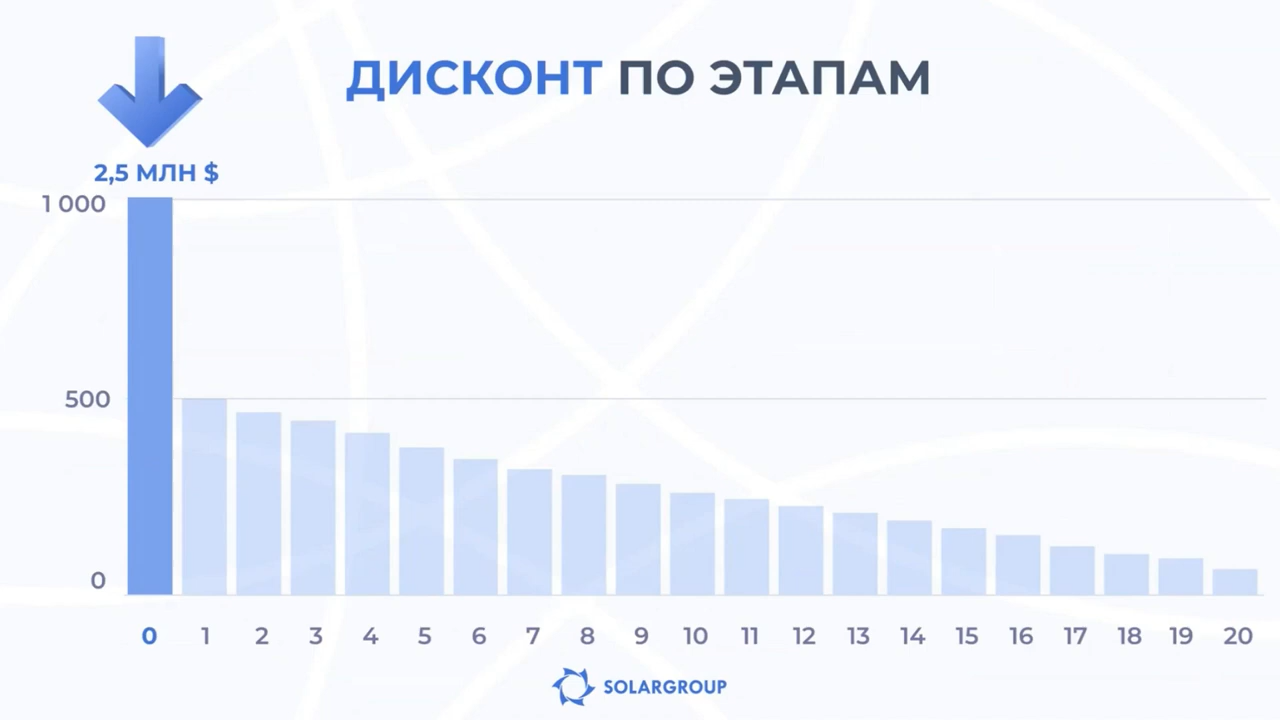 ДИСКОНТ ПО ЭТАПАМ
2,5 МЛН $
1 000
500
0
0 1 2 3 4 5 6 7 8 9 10 11 12 13 14 15 16 17 18 19 20
SOLARGROUP